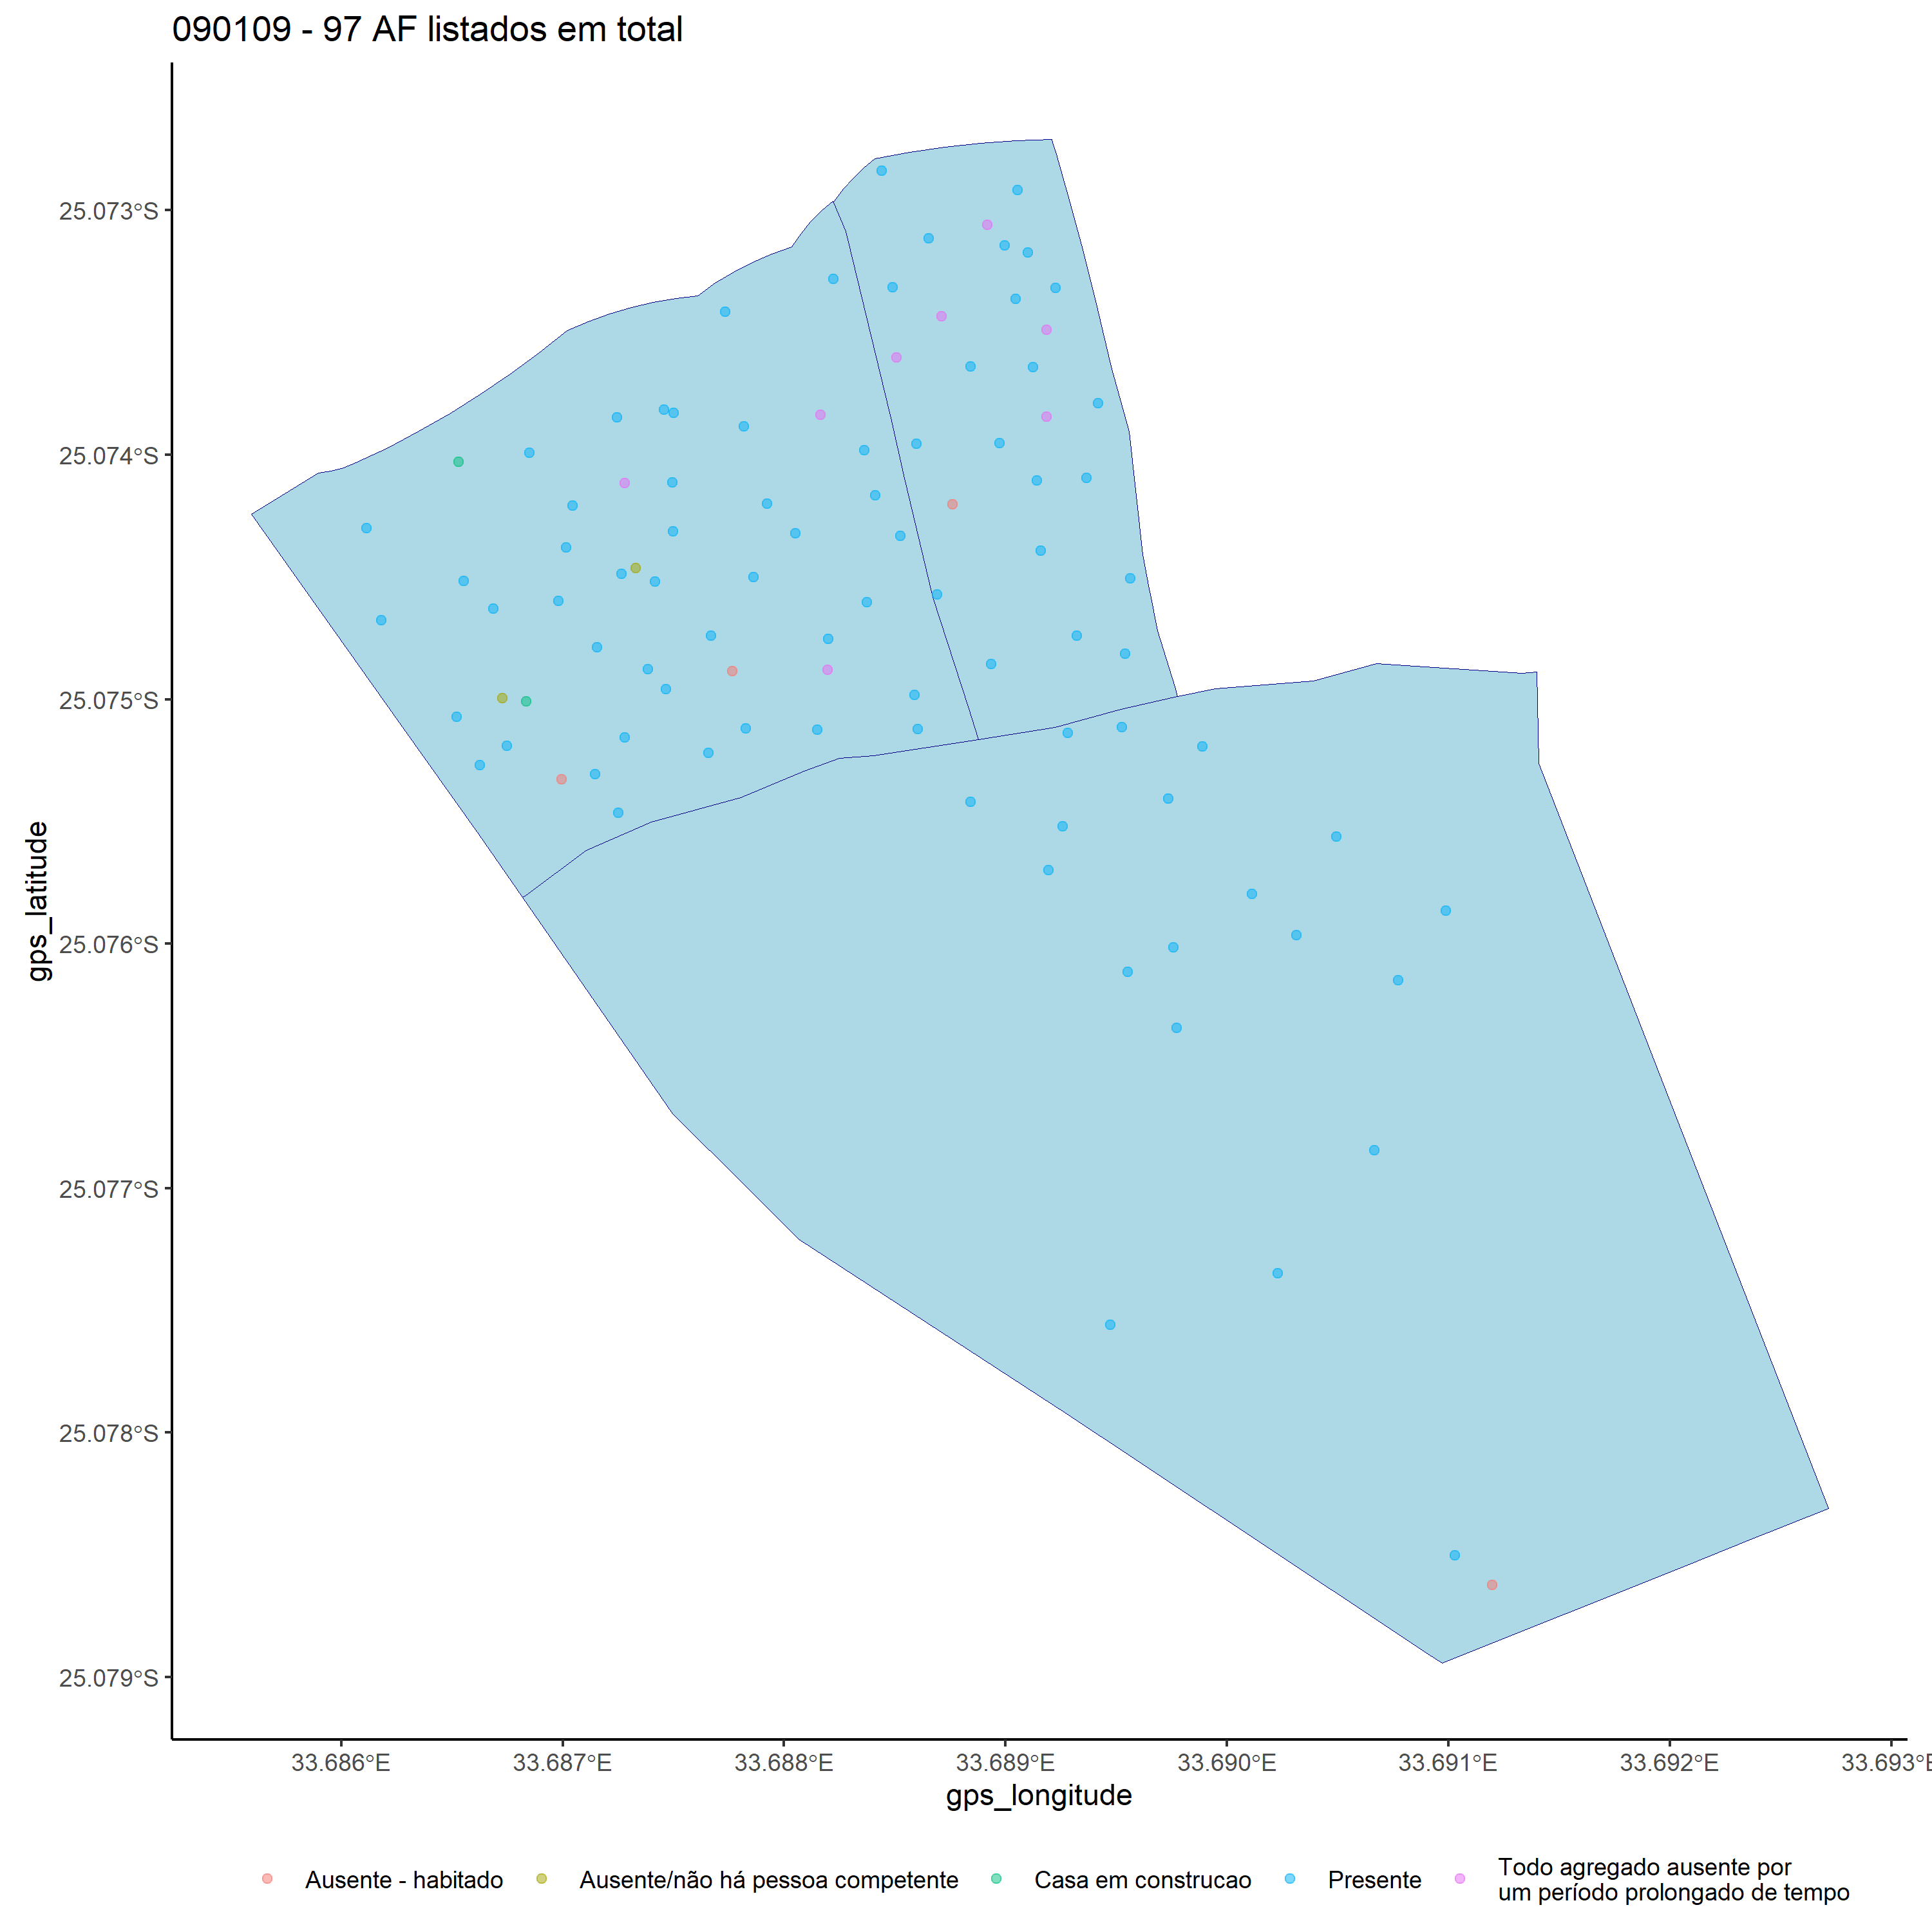 090109 - 97 AF listados em total
gps_latitude
25.073°S
25.074°S
25.075°S
25.076°S
25.077°S
25.078°S
25.079°S
33.686°E
33.687°E
33.688°E
33.689°E
33.690°E
33.691°E
33.692°E
33.693°E
gps_longitude
Ausente - habitado
Ausente/não há pessoa competente
Casa em construcao
Presente
Todo agregado ausente por
um período prolongado de tempo